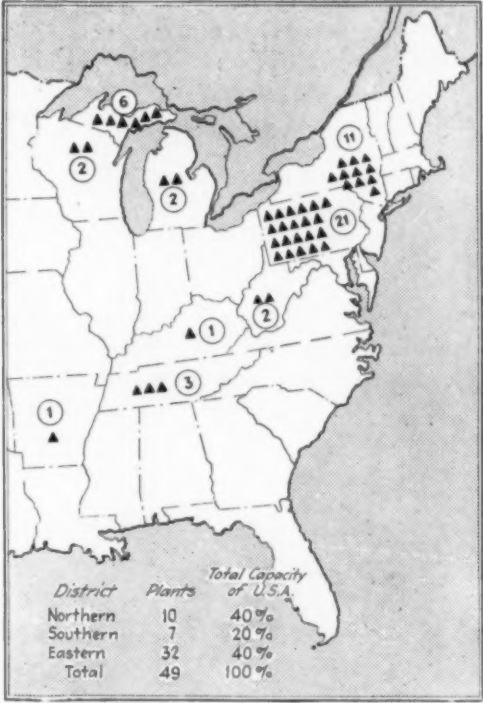 6
11
2
2
21
2
1
3
1
Total Capacity
District Plants of U.S.A.
Northern 10 40%
Southern 7 20%
Eastern 32 40%
Total 49 100%